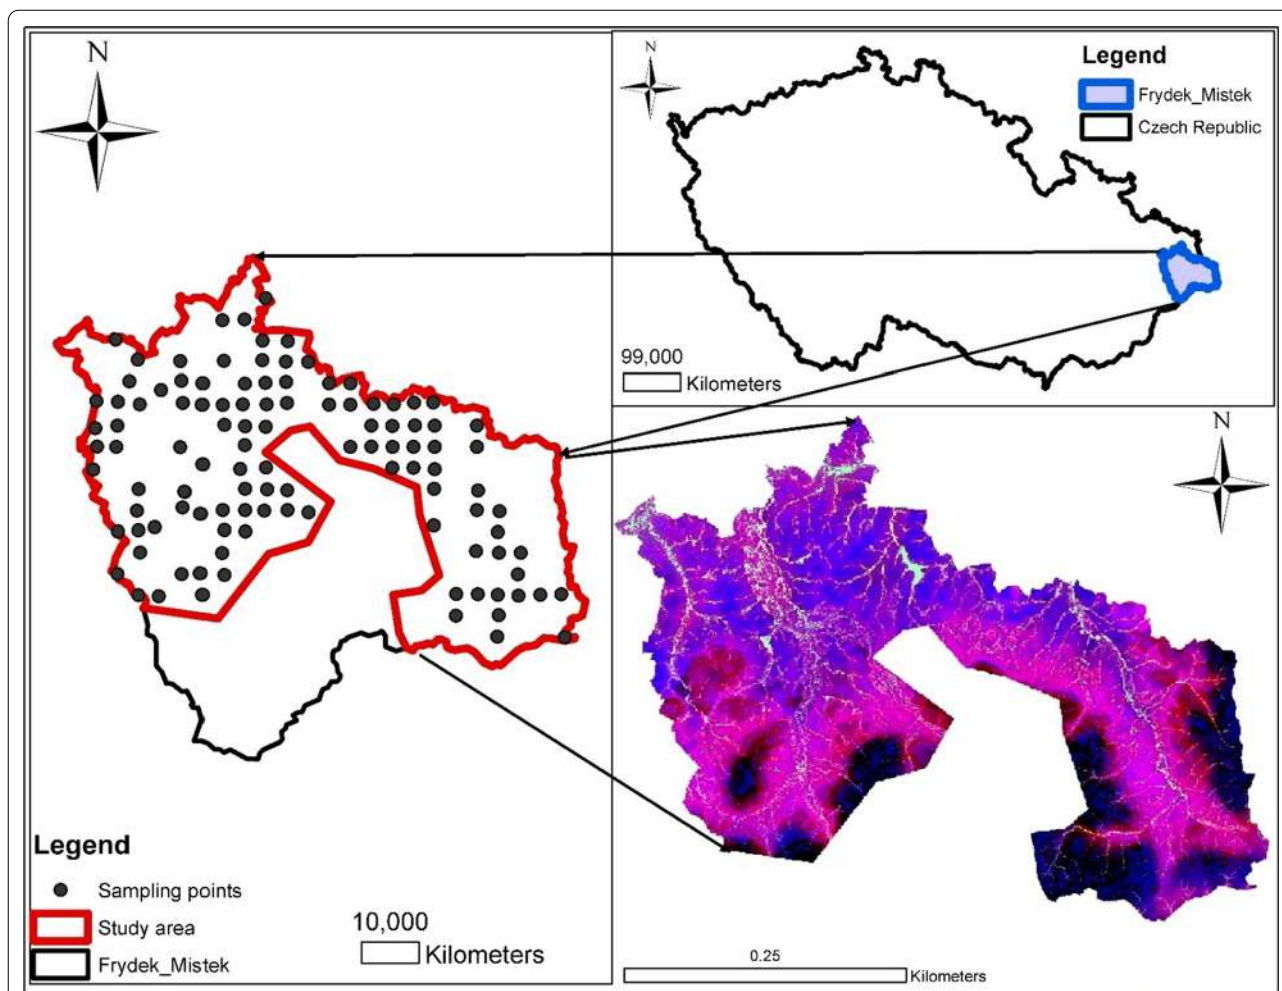 N
Legend
Sampling points
Study area
Frydek_Mistek
10,000
Kilometers
N
Legend
Frydek_Mistek
Czech Republic
99,000
Kilometers
N
0.25
Kilometers